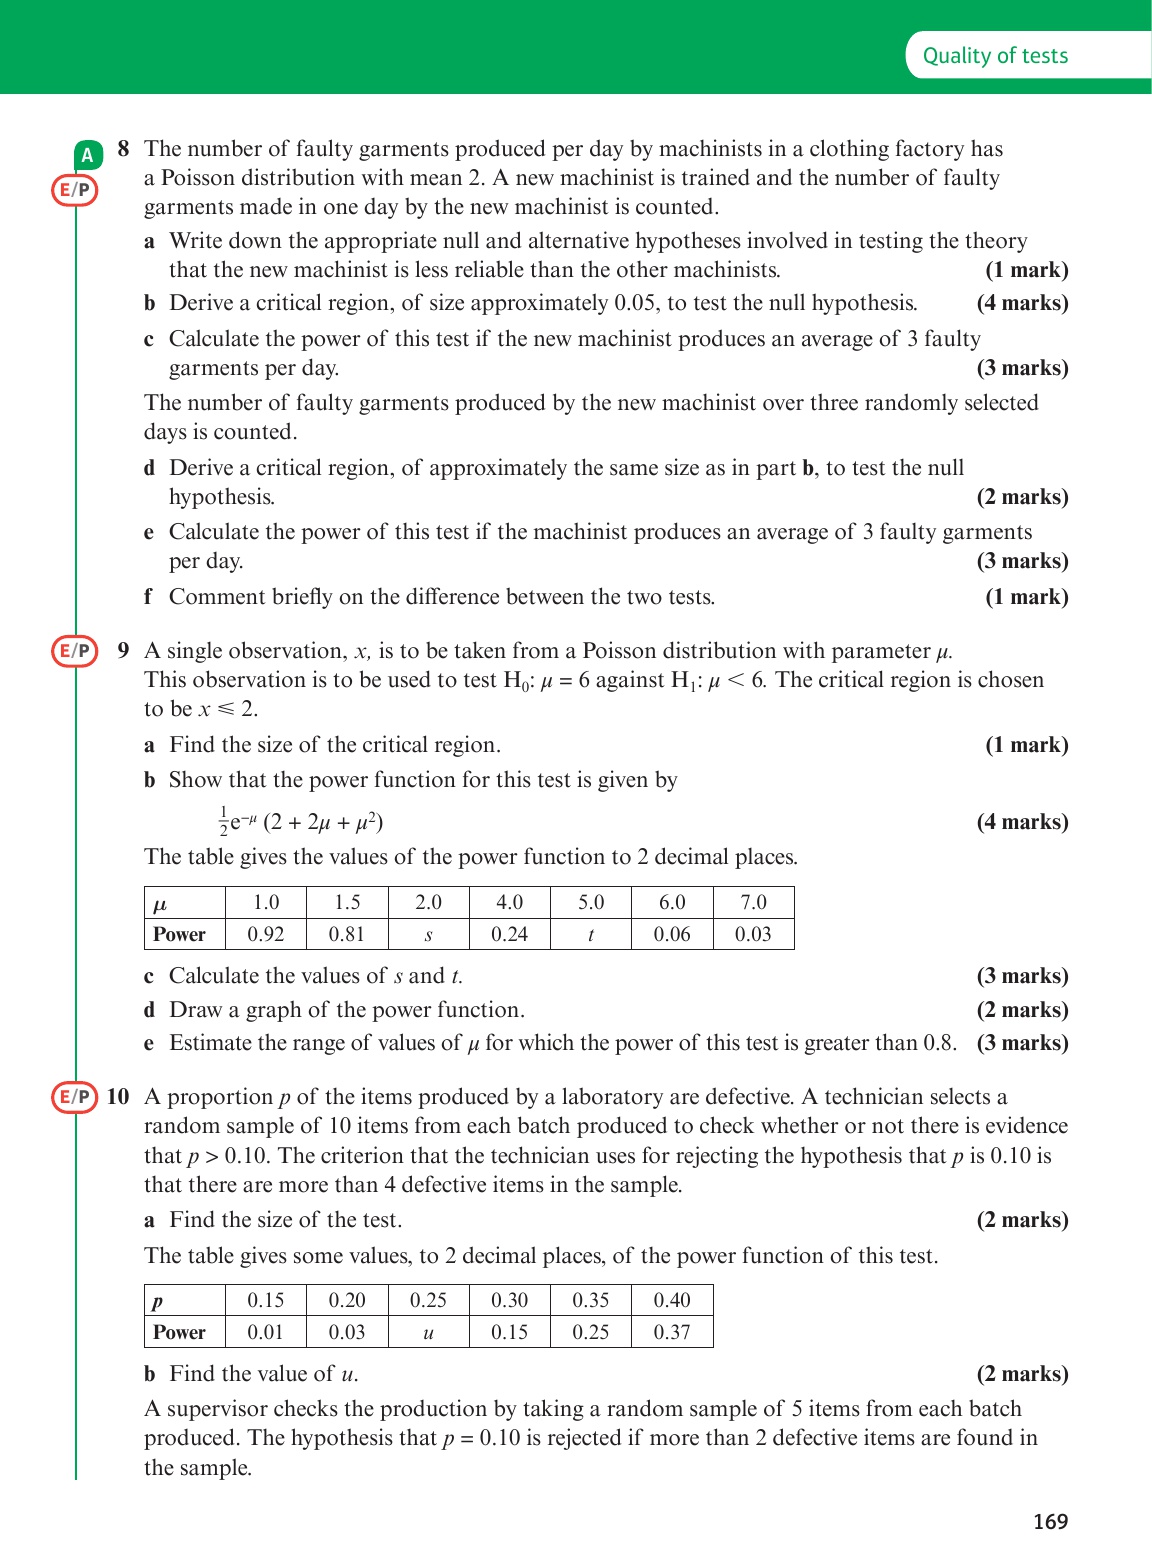 Quality of tests
A
E/P
8 The number of faulty garments produced per day by machinists in a clothing factory has
a Poisson distribution with mean 2. A new machinist is trained and the number of faulty
garments made in one day by the new machinist is counted.
a Write down the appropriate null and alternative hypotheses involved in testing the theory
that the new machinist is less reliable than the other machinists. (1 mark)
b Derive a critical region, of size approximately 0.05, to test the null hypothesis. (4 marks)
c Calculate the power of this test if the new machinist produces an average of 3 faulty
garments per day. (3 marks)
The number of faulty garments produced by the new machinist over three randomly selected
days is counted.
d Derive a critical region, of approximately the same size as in part b, to test the null
hypothesis. (2 marks)
e Calculate the power of this test if the machinist produces an average of 3 faulty garments
per day. (3 marks)
f Comment briefly on the difference between the two tests. (1 mark)
E/P 9 A single observation, x, is to be taken from a Poisson distribution with parameter μ.
This observation is to be used to test H₀: μ = 6 against H₁: μ < 6. The critical region is chosen
to be x ⩽ 2.
a Find the size of the critical region. (1 mark)
b Show that the power function for this test is given by
½e⁻ᵘ (2 + 2μ + μ²) (4 marks)
The table gives the values of the power function to 2 decimal places.
μ 1.0 1.5 2.0 4.0 5.0 6.0 7.0
Power 0.92 0.81 s 0.24 t 0.06 0.03
c Calculate the values of s and t. (3 marks)
d Draw a graph of the power function. (2 marks)
e Estimate the range of values of μ for which the power of this test is greater than 0.8. (3 marks)
E/P 10 A proportion p of the items produced by a laboratory are defective. A technician selects a
random sample of 10 items from each batch produced to check whether or not there is evidence
that p > 0.10. The criterion that the technician uses for rejecting the hypothesis that p is 0.10 is
that there are more than 4 defective items in the sample.
a Find the size of the test. (2 marks)
The table gives some values, to 2 decimal places, of the power function of this test.
p 0.15 0.20 0.25 0.30 0.35 0.40
Power 0.01 0.03 u 0.15 0.25 0.37
b Find the value of u. (2 marks)
A supervisor checks the production by taking a random sample of 5 items from each batch
produced. The hypothesis that p = 0.10 is rejected if more than 2 defective items are found in
the sample.
169